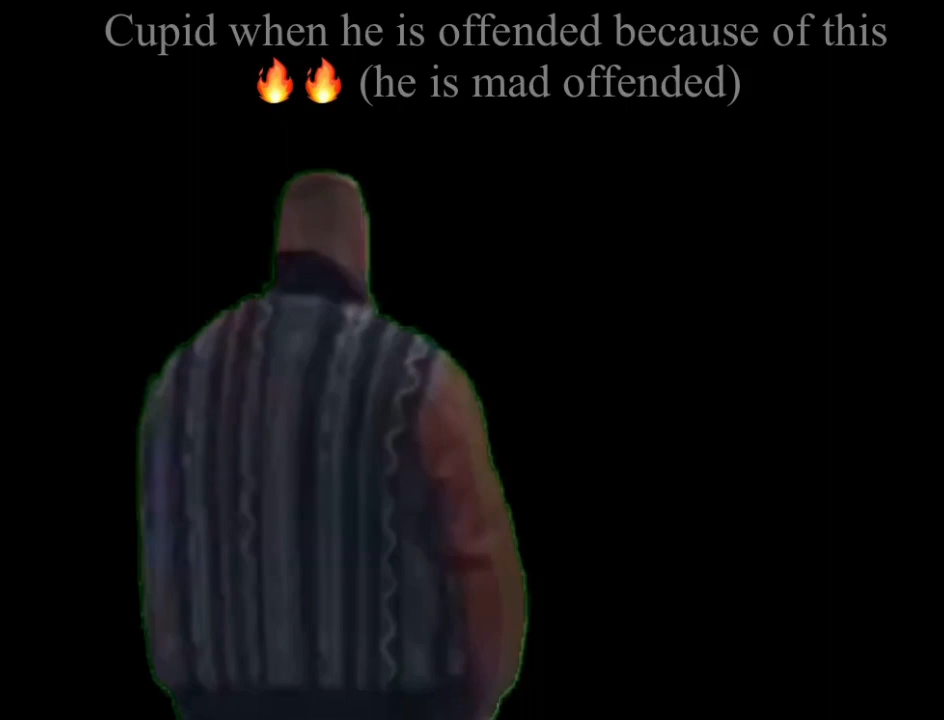 Cupid when he is offended because of this
🔥🔥 (he is mad offended)